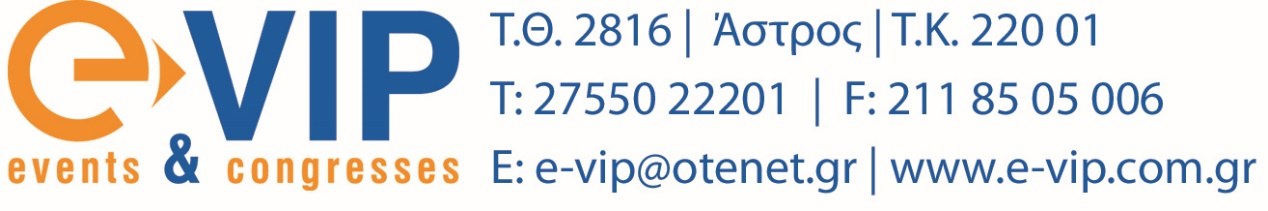 e VIP
events & congresses
Τ.Θ. 2816 | Άστρος | Τ.Κ. 220 01
T: 27550 22201 | F: 211 85 05 006
E: e-vip@otenet.gr | www.e-vip.com.gr